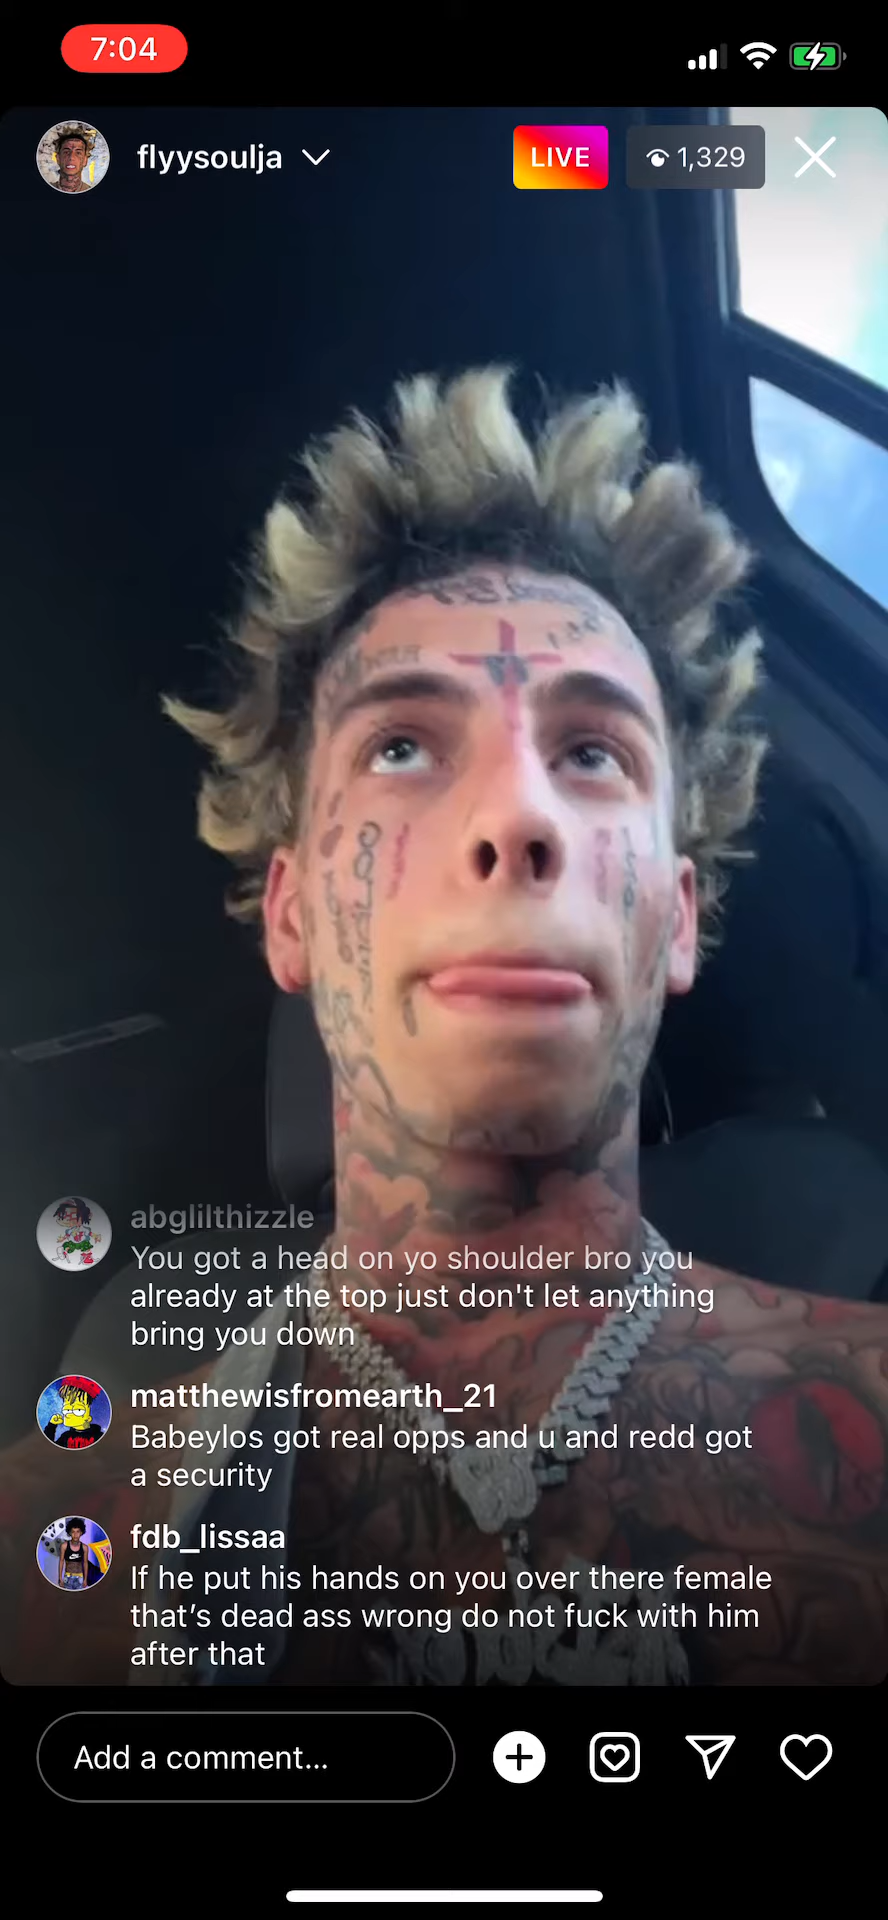 7:04
flyysoulja
LIVE
1,329
abglilthizzle
You got a head on yo shoulder bro you
already at the top just don't let anything
bring you down
matthewisfromearth_21
Babeylos got real opps and u and redd got
a security
fdb_lissaa
If he put his hands on you over there female
that’s dead ass wrong do not fuck with him
after that
Add a comment...